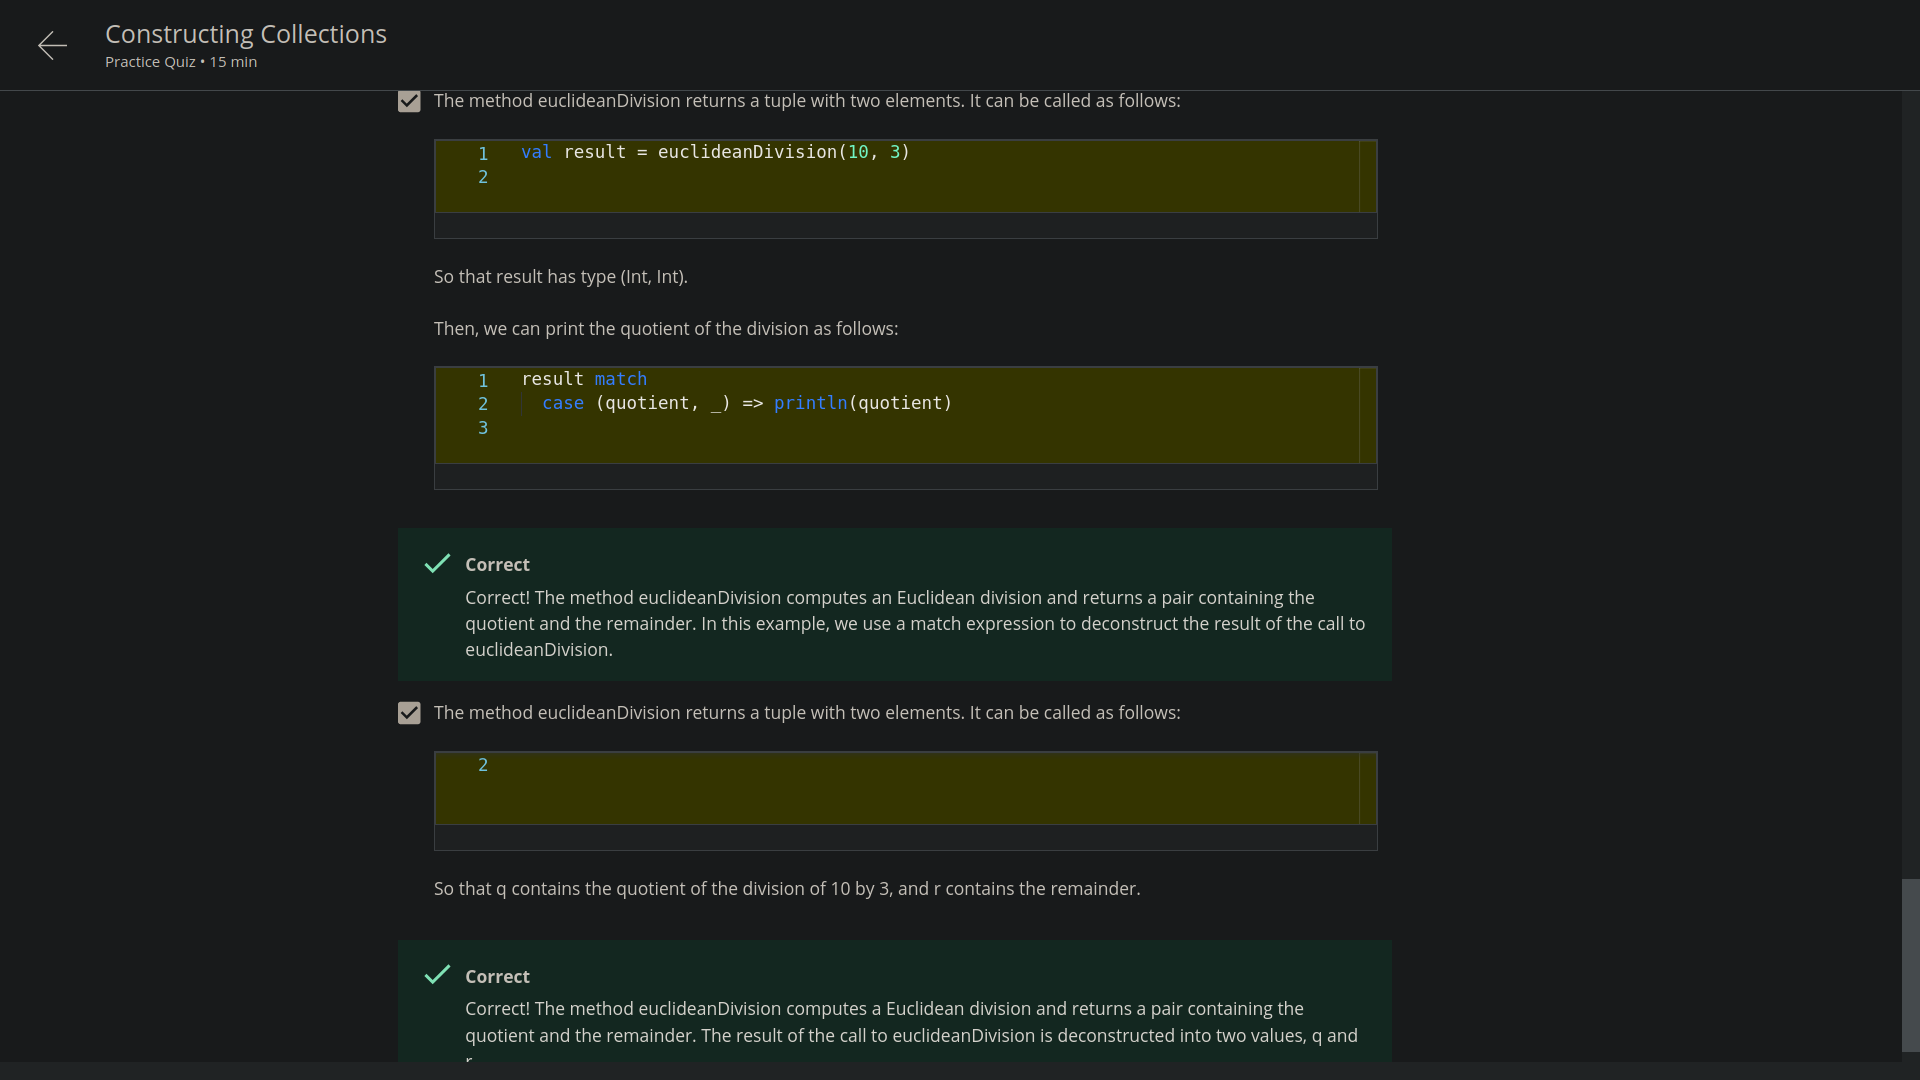 Constructing Collections
Practice Quiz • 15 min
The method euclideanDivision returns a tuple with two elements. It can be called as follows:
1 val result = euclideanDivision(10, 3)
2
So that result has type (Int, Int).
Then, we can print the quotient of the division as follows:
1 result match
2 case (quotient, _) => println(quotient)
3
Correct
Correct! The method euclideanDivision computes an Euclidean division and returns a pair containing the
quotient and the remainder. In this example, we use a match expression to deconstruct the result of the call to
euclideanDivision.
The method euclideanDivision returns a tuple with two elements. It can be called as follows:
2
So that q contains the quotient of the division of 10 by 3, and r contains the remainder.
Correct
Correct! The method euclideanDivision computes a Euclidean division and returns a pair containing the
quotient and the remainder. The result of the call to euclideanDivision is deconstructed into two values, q and